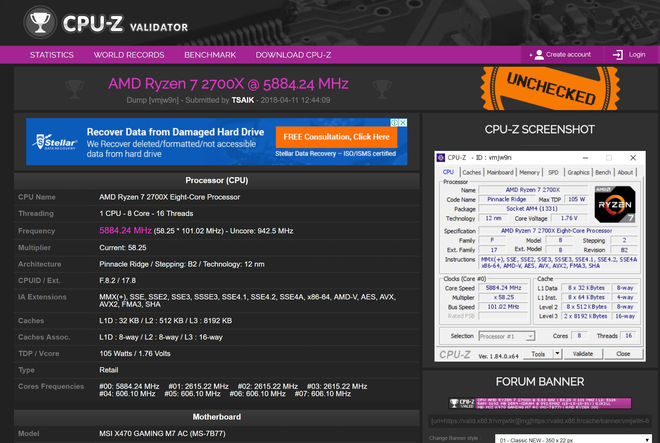 CPU-Z VALIDATOR
STATISTICS WORLD RECORDS BENCHMARK DOWNLOAD CPU-Z + Create account Login
AMD Ryzen 7 2700X @ 5884.24 MHz
Dump [vmjw9n] - Submitted by TSAIK - 2018-04-11 12:44:09
UNCHECKED
Stellar DATA RECOVERY
Recover Data from Damaged Hard Drive
We Recover deleted/formatted/not accessible
data from hard drive
FREE Consultation, Click Here
Stellar Data Recovery – ISO/ISMS certified
Processor (CPU)
CPU Name AMD Ryzen 7 2700X Eight-Core Processor
Threading 1 CPU - 8 Core - 16 Threads
Frequency 5884.24 MHz (58.25 * 101.02 MHz) - Uncore: 942.5 MHz
Multiplier Current: 58.25
Architecture Pinnacle Ridge / Stepping: B2 / Technology: 12 nm
CPUID / Ext. F.8.2 / 17.8
IA Extensions MMX(+), SSE, SSE2, SSE3, SSSE3, SSE4.1, SSE4.2, SSE4A, x86-64, AMD-V, AES, AVX,
AVX2, FMA3, SHA
Caches L1D : 32 KB / L2 : 512 KB / L3 : 8192 KB
Caches Assoc. L1D : 8-way / L2 : 8-way / L3 : 16-way
TDP / Vcore 105 Watts / 1.76 Volts
Type Retail
Cores Frequencies #00: 5884.24 MHz #01: 2615.22 MHz #02: 2615.22 MHz #03: 2615.22 MHz
#04: 606.10 MHz #05: 606.10 MHz #06: 606.10 MHz #07: 606.10 MHz
Motherboard
Model MSI X470 GAMING M7 AC (MS-7B77)
CPU-Z SCREENSHOT
CPU-Z - ID : vmjw9n
CPU Caches Mainboard Memory SPD Graphics Bench About
Processor
Name AMD Ryzen 7 2700X
Code Name Pinnacle Ridge Max TDP 105 W
Package Socket AM4 (1331)
Technology 12 nm Core Voltage 1.76 V
AMD RYZEN 7
Specification AMD Ryzen 7 2700X Eight-Core Processor
Family F Model 8 Stepping 2
Ext. Family 17 Ext. Model 8 Revision B2
Instructions MMX(+), SSE, SSE2, SSE3, SSSE3, SSE4.1, SSE4.2, SSE4A
x86-64, AMD-V, AES, AVX, AVX2, FMA3, SHA
Clocks (Core #0)
Core Speed 5884.24 MHz
Multiplier x 58.25
Bus Speed 101.02 MHz
Rated FSB
Cache
L1 Data 8 x 32 KBytes 8-way
L1 Inst. 8 x 64 KBytes 4-way
Level 2 8 x 512 KBytes 8-way
Level 3 2 x 8192 KBytes 16-way
Selection Processor #1 Cores 8 Threads 16
CPU-Z Ver. 1.84.0.x64 Tools Validate Close
FORUM BANNER
Change Banner style : 01 - Classic NEW - 350 x 22 px